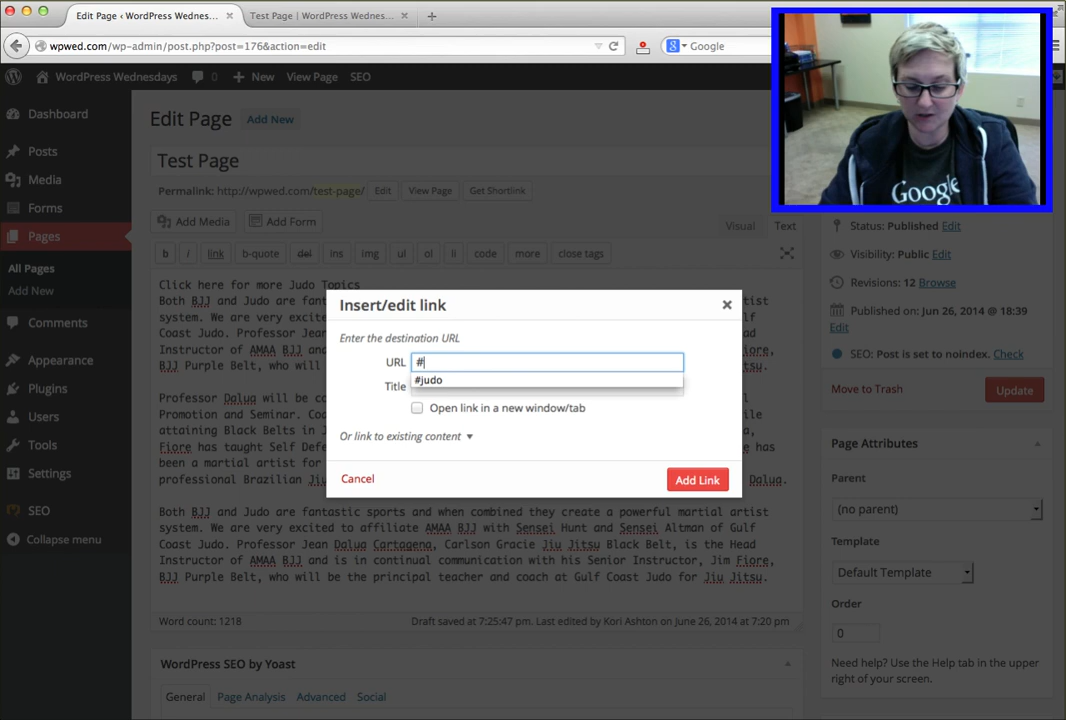 Edit Page ‹ WordPress Wednes... × Test Page | WordPress Wednes... × +
wpwed.com/wp-admin/post.php?post=176&action=edit Google
WordPress Wednesdays 0 + New View Page SEO
Dashboard
Posts
Media
Forms
Pages
All Pages
Add New
Comments
Appearance
Plugins
Users
Tools
Settings
SEO
Collapse menu
Edit Page Add New
Test Page
Permalink: http://wpwed.com/test-page/ Edit View Page Get Shortlink
Add Media Add Form Visual Text
b i link b-quote del ins img ul ol li code more close tags
Click here for more Judo Topics
Both BJJ and Judo are fant
system. We are very excite
Coast Judo. Professor Jean
Instructor of AMAA BJJ and
BJJ Purple Belt, who will
artist
lf
ad
iore,
Professor Dalua will be co
Promotion and Seminar. Coa
attaining Black Belts in J
Fiore has taught Self Defe
been a martial artist for
professional Brazilian Jiu
ile
e has
Dalua.
Both BJJ and Judo are fantastic sports and when combined they create a powerful martial artist
system. We are very excited to affiliate AMAA BJJ with Sensei Hunt and Sensei Altman of Gulf
Coast Judo. Professor Jean Dalua Cartagena, Carlson Gracie Jiu Jitsu Black Belt, is the Head
Instructor of AMAA BJJ and is in continual communication with his Senior Instructor, Jim Fiore,
BJJ Purple Belt, who will be the principal teacher and coach at Gulf Coast Judo for Jiu Jitsu.
Word count: 1218 Draft saved at 7:25:47 pm. Last edited by Kori Ashton on June 26, 2014 at 7:20 pm
WordPress SEO by Yoast
General Page Analysis Advanced Social
Insert/edit link ×
Enter the destination URL
URL #
#judo
Title
Open link in a new window/tab
Or link to existing content
Cancel Add Link
Google
Status: Published Edit
Visibility: Public Edit
Revisions: 12 Browse
Published on: Jun 26, 2014 @ 18:39
Edit
SEO: Post is set to noindex. Check
Move to Trash Update
Page Attributes
Parent
(no parent)
Template
Default Template
Order
0
Need help? Use the Help tab in the upper
right of your screen.